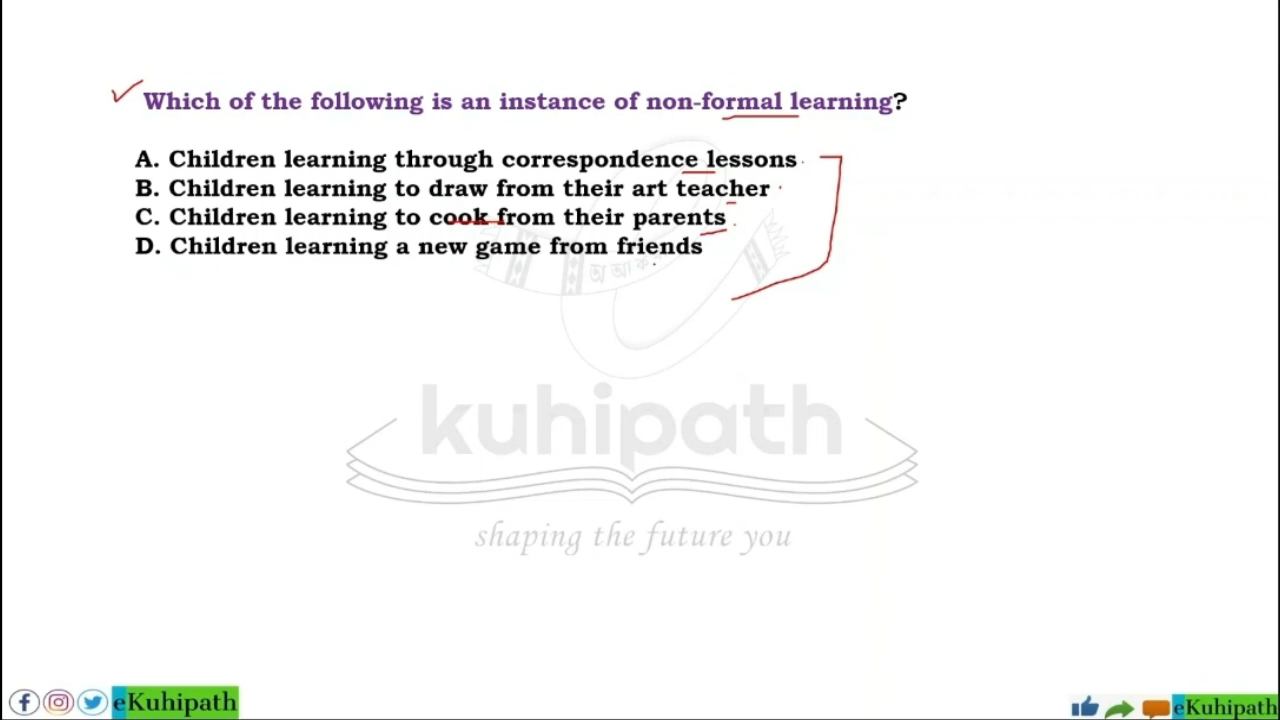 Which of the following is an instance of non-formal learning?
A. Children learning through correspondence lessons
B. Children learning to draw from their art teacher
C. Children learning to cook from their parents
D. Children learning a new game from friends
অ আ ক
kuhipath
shaping the future you
eKuhipath
eKuhipath